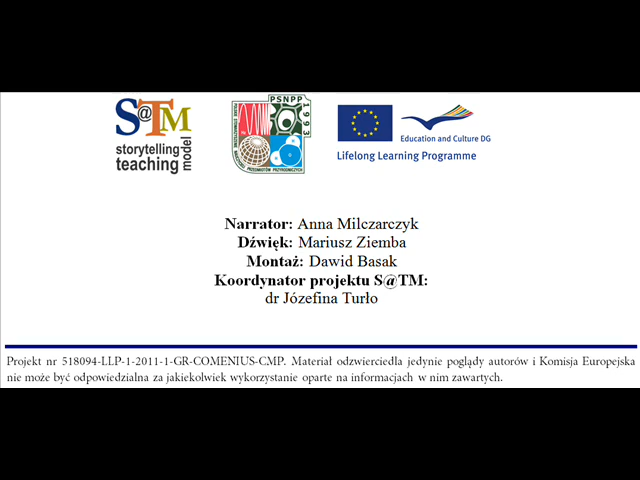 S@TM
storytelling
teaching
model
PSNPP
1993
Education and Culture DG
Lifelong Learning Programme
Narrator: Anna Milczarczyk
Dźwięk: Mariusz Ziemba
Montaż: Dawid Basak
Koordynator projektu S@TM:
dr Józefina Turło
Projekt nr 518094-LLP-1-2011-1-GR-COMENIUS-CMP. Materiał odzwierciedla jedynie poglądy autorów i Komisja Europejska
nie może być odpowiedzialna za jakiekolwiek wykorzystanie oparte na informacjach w nim zawartych.